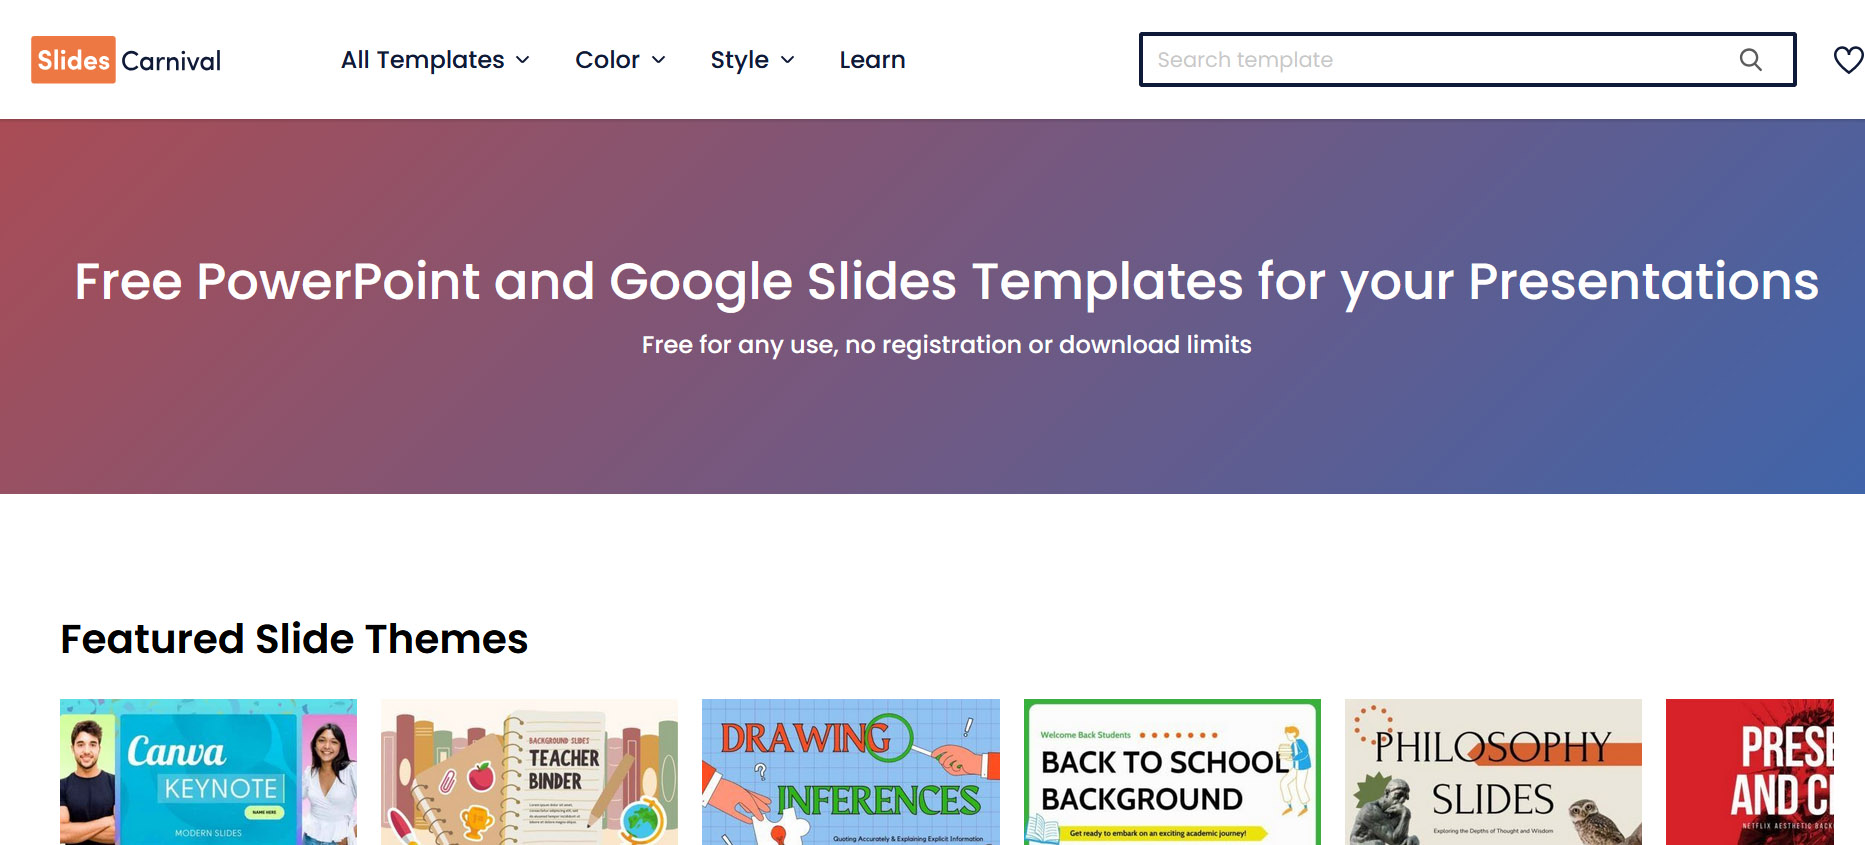 Slides Carnival
All Templates
Color
Style
Learn
Search template
Free PowerPoint and Google Slides Templates for your Presentations
Free for any use, no registration or download limits
Featured Slide Themes
Canva
KEYNOTE
NAME HERE
MODERN SLIDES
BACKGROUND SLIDES
TEACHER
BINDER
DRAWING
INFERENCES
Quoting Accurately & Explaining Explicit Information
Welcome Back Students
BACK TO SCHOOL
BACKGROUND
Get ready to embark on an exciting academic journey!
PHILOSOPHY
SLIDES
Exploring the Depths of Thought and Wisdom
PRESE
AND C
NETFLIX AESTHETIC BACK